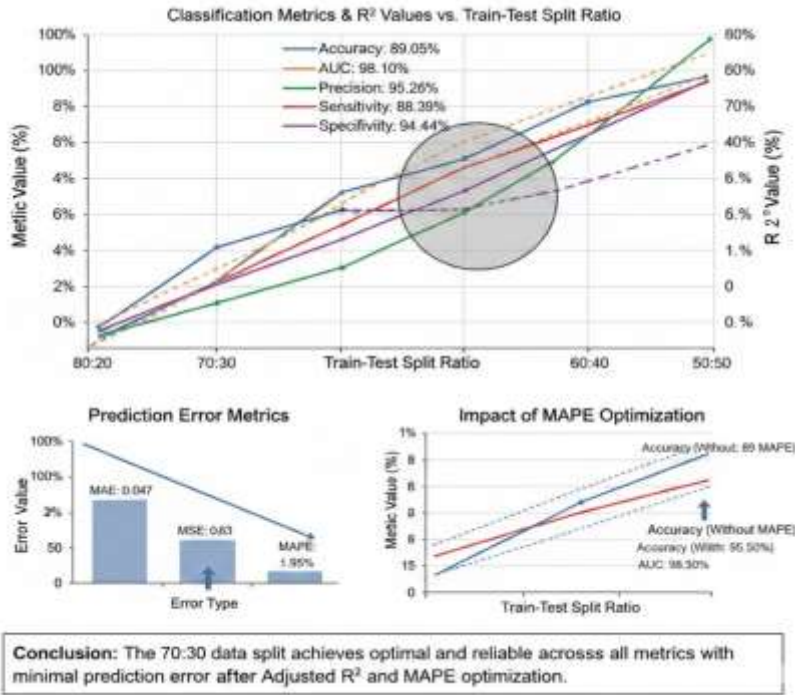 Classification Metrics & R² Values vs. Train-Test Split Ratio
100%
100%
8%
6%
4%
6%
4%
2%
0%
Metlic Value (%)
Accuracy: 89.05%
AUC: 98.10%
Precision: 95.26%
Sensitivity: 88.39%
Specifivity: 94.44%
80%
60%
70%
40%
6.%
5.%
1.%
0
0.%
R 2 º Value (%)
80:20
70:30
Train-Test Split Ratio
60:40
50:50
Prediction Error Metrics
100%
100%
2%
50
0
Error Value
MAE: 0.047
MSE: 0.63
MAPE:
1.95%
Error Type
Impact of MAPE Optimization
1%
8
8
15
0
Metic Value (%)
Accuracy (Without: 89 MAPE)
Accuracy (Without MAPE)
Accuracy (Width: 95.50%)
AUC: 98.30%
Train-Test Split Ratio
Conclusion: The 70:30 data split achieves optimal and reliable acrosss all metrics with
minimal prediction error after Adjusted R² and MAPE optimization.